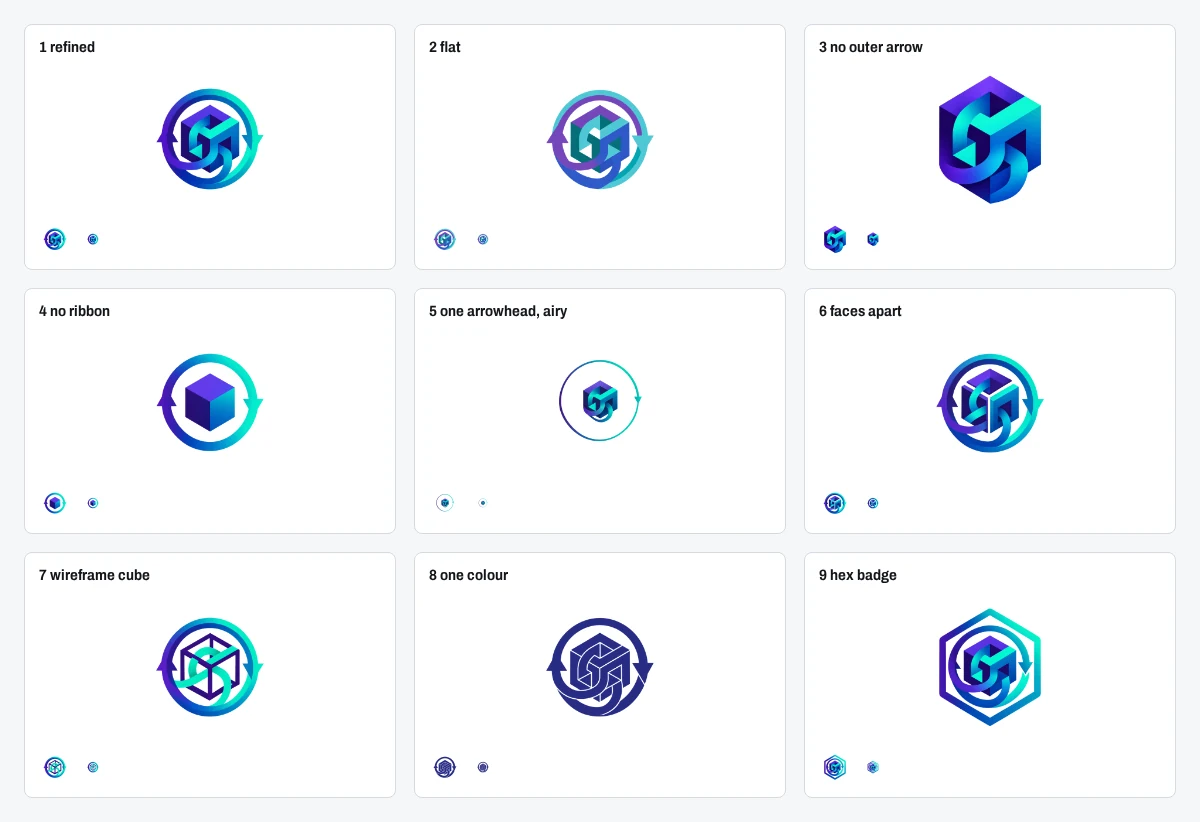 1 refined
2 flat
3 no outer arrow
4 no ribbon
5 one arrowhead, airy
6 faces apart
7 wireframe cube
8 one colour
9 hex badge